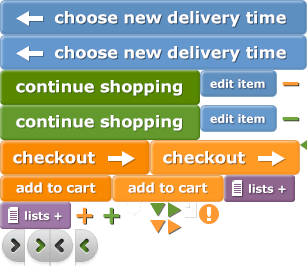 choose new delivery time
choose new delivery time
continue shopping edit item
continue shopping edit item
checkout checkout
add to cart add to cart lists +
lists +